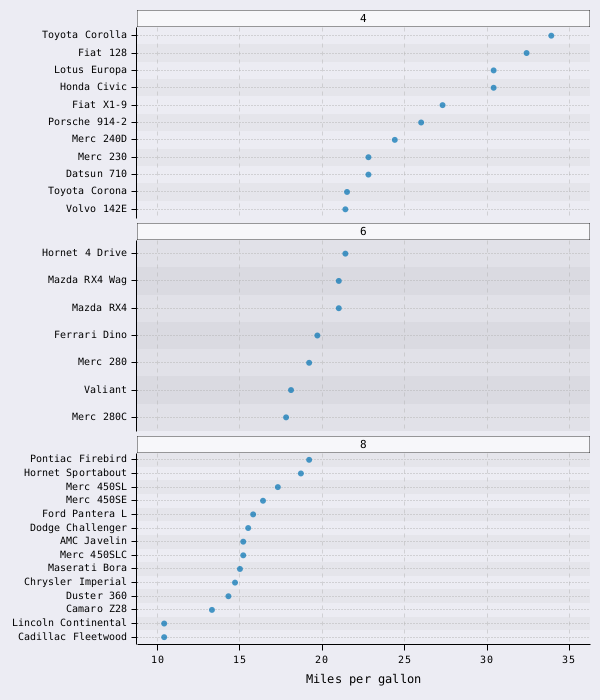 4
Toyota Corolla
Fiat 128
Lotus Europa
Honda Civic
Fiat X1-9
Porsche 914-2
Merc 240D
Merc 230
Datsun 710
Toyota Corona
Volvo 142E
6
Hornet 4 Drive
Mazda RX4 Wag
Mazda RX4
Ferrari Dino
Merc 280
Valiant
Merc 280C
8
Pontiac Firebird
Hornet Sportabout
Merc 450SL
Merc 450SE
Ford Pantera L
Dodge Challenger
AMC Javelin
Merc 450SLC
Maserati Bora
Chrysler Imperial
Duster 360
Camaro Z28
Lincoln Continental
Cadillac Fleetwood
10 15 20 25 30 35
Miles per gallon